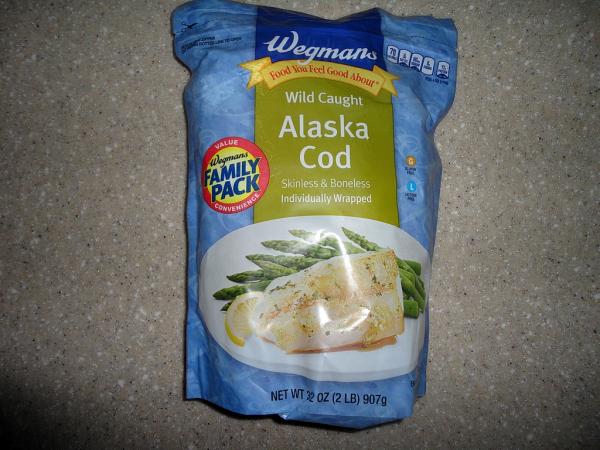 Wegmans
Food You Feel Good About
Wild Caught
Alaska
Cod
Skinless & Boneless
Individually Wrapped
VALUE
Wegmans
FAMILY
PACK
CONVENIENCE
G
L
NET WT 32 OZ (2 LB) 907g